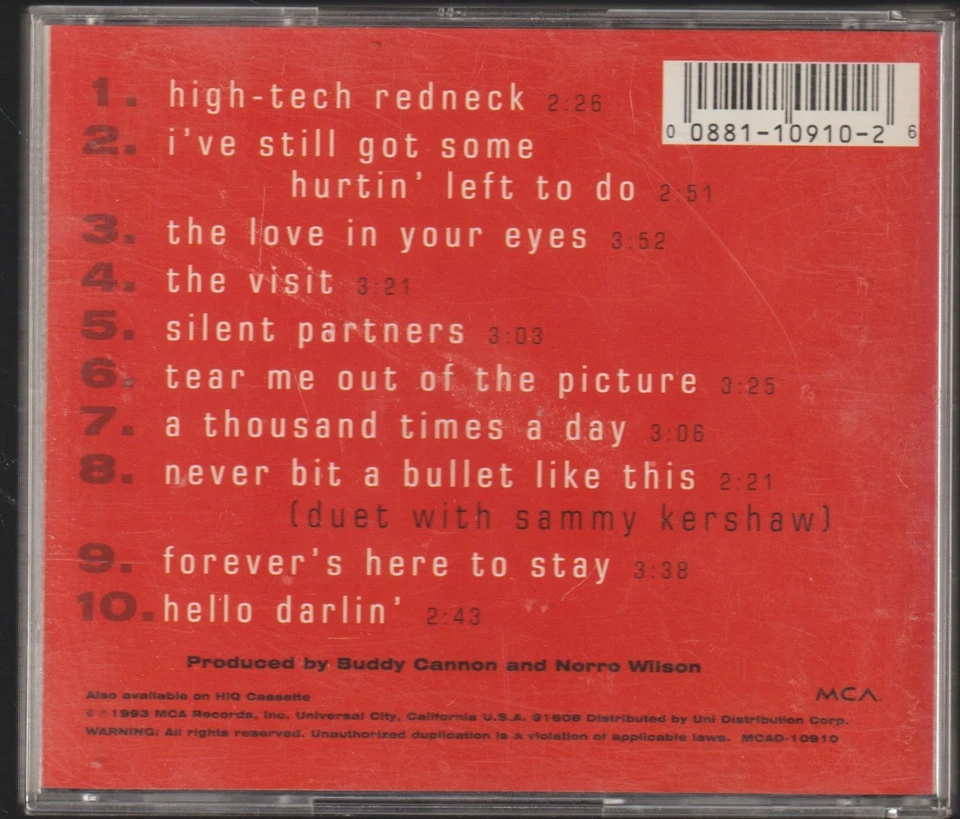 1. high-tech redneck 2:26
2. i've still got some
hurtin' left to do 2:51
3. the love in your eyes 3:52
4. the visit 3:21
5. silent partners 3:03
6. tear me out of the picture 3:25
7. a thousand times a day 3:06
8. never bit a bullet like this 2:21
(duet with sammy kershaw)
9. forever's here to stay 3:38
10. hello darlin' 2:43
0 0881-10910-2 6
Produced by Buddy Cannon and Norro Wilson
Also available on HIQ Cassette
MCA.
© ℗ 1993 MCA Records, Inc. Universal City, California U.S.A. 91608 Distributed by Uni Distribution Corp.
WARNING: All rights reserved. Unauthorized duplication is a violation of applicable laws. MCAD-10910